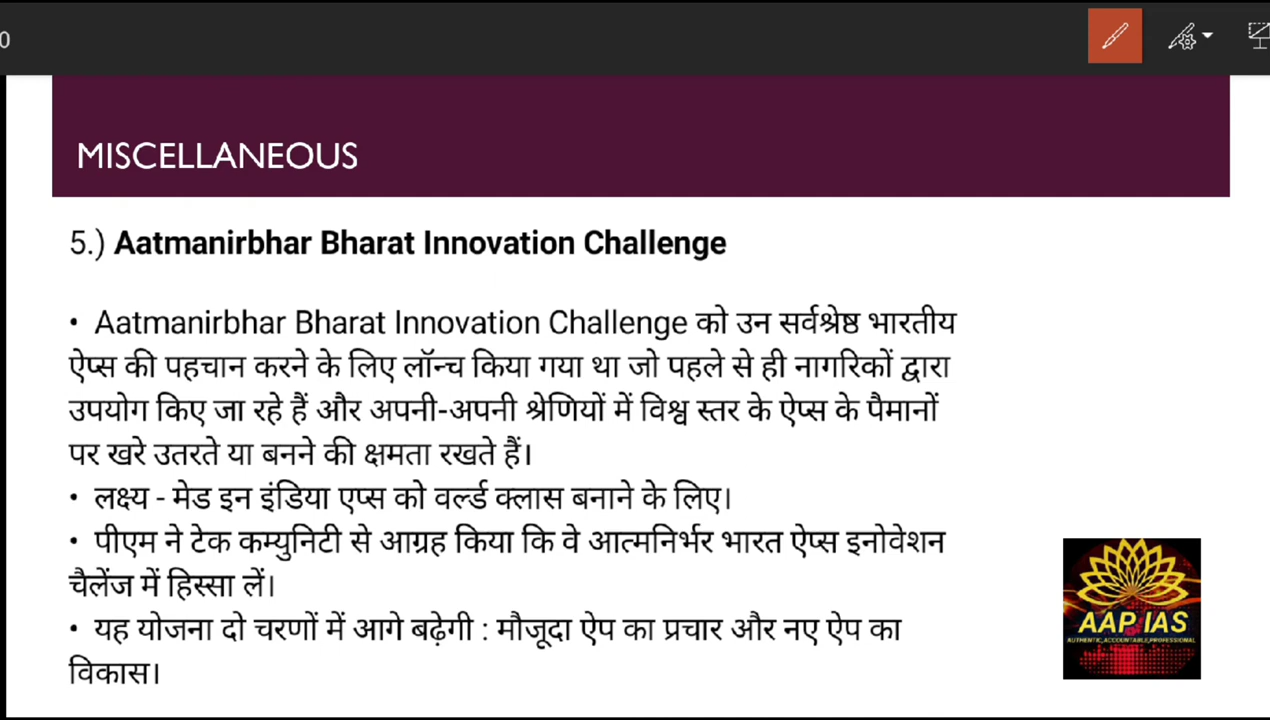 0
MISCELLANEOUS
5.) Aatmanirbhar Bharat Innovation Challenge
• Aatmanirbhar Bharat Innovation Challenge को उन सर्वश्रेष्ठ भारतीय
ऐप्स की पहचान करने के लिए लॉन्च किया गया था जो पहले से ही नागरिकों द्वारा
उपयोग किए जा रहे हैं और अपनी-अपनी श्रेणियों में विश्व स्तर के ऐप्स के पैमानों
पर खरे उतरते या बनने की क्षमता रखते हैं।
• लक्ष्य - मेड इन इंडिया एप्स को वर्ल्ड क्लास बनाने के लिए।
• पीएम ने टेक कम्युनिटी से आग्रह किया कि वे आत्मनिर्भर भारत ऐप्स इनोवेशन
चैलेंज में हिस्सा लें।
• यह योजना दो चरणों में आगे बढ़ेगी : मौजूदा ऐप का प्रचार और नए ऐप का
विकास।
AAP IAS
AUTHENTIC,ACCOUNTABLE,PROFESSIONAL